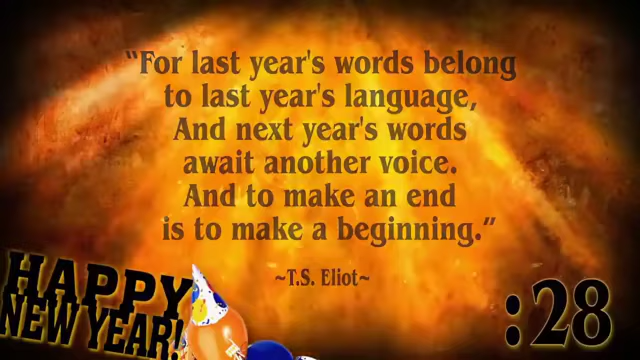 “For last year's words belong
to last year's language,
And next year's words
await another voice.
And to make an end
is to make a beginning.”
~T.S. Eliot~
HAPPY
NEW YEAR!
:28